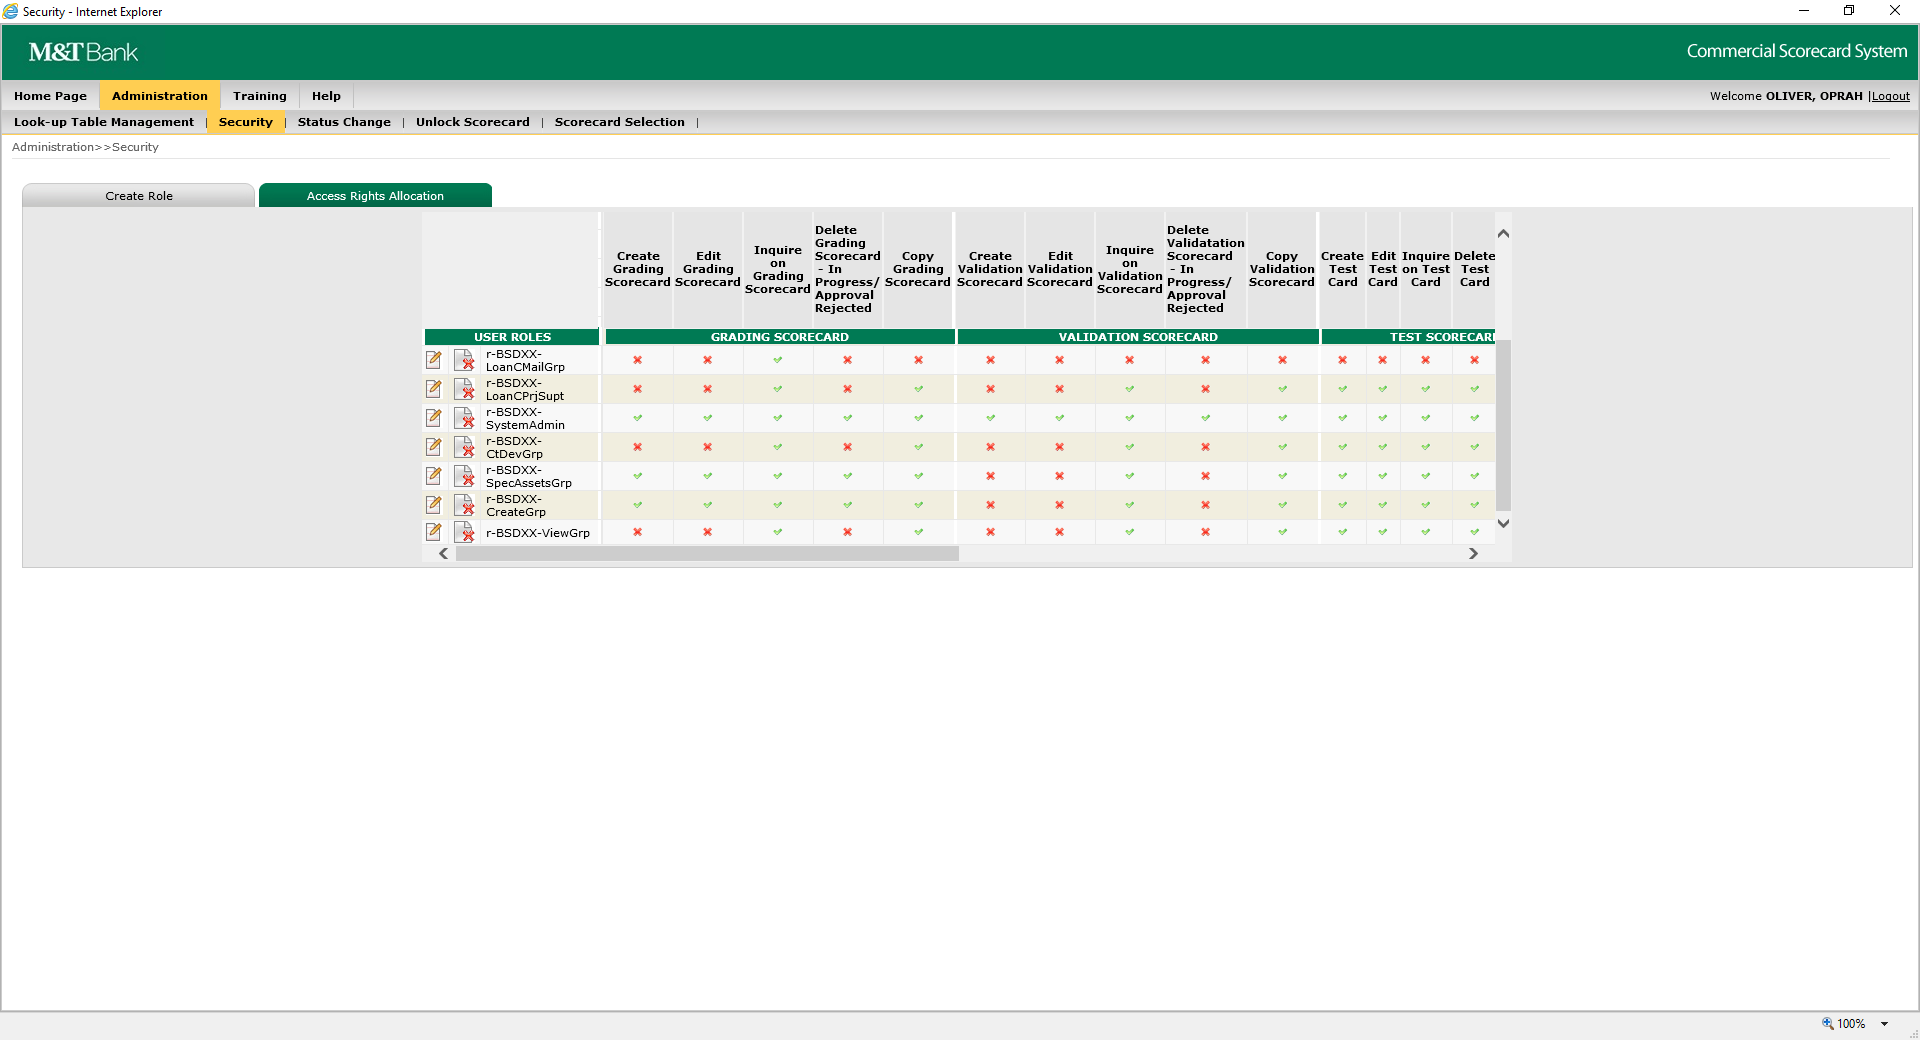 Security - Internet Explorer
M&T Bank
Commercial Scorecard System
Home Page Administration Training Help
Welcome OLIVER, OPRAH |Logout
Look-up Table Management | Security | Status Change | Unlock Scorecard | Scorecard Selection |
Administration>>Security
Create Role
Access Rights Allocation
Create
Grading
Scorecard
Edit
Grading
Scorecard
Inquire
on
Grading
Scorecard
Delete
Grading
Scorecard
- In
Progress/
Approval
Rejected
Copy
Grading
Scorecard
Create
Validation
Scorecard
Edit
Validation
Scorecard
Inquire
on
Validation
Scorecard
Delete
Validatation
Scorecard
- In
Progress/
Approval
Rejected
Copy
Validation
Scorecard
Create
Test
Card
Edit
Test
Card
Inquire
on Test
Card
Delete
Test
Card
USER ROLES
GRADING SCORECARD
VALIDATION SCORECARD
TEST SCORECAR
r-BSDXX-
LoanCMailGrp
r-BSDXX-
LoanCPrjSupt
r-BSDXX-
SystemAdmin
r-BSDXX-
CtDevGrp
r-BSDXX-
SpecAssetsGrp
r-BSDXX-
CreateGrp
r-BSDXX-ViewGrp
100%